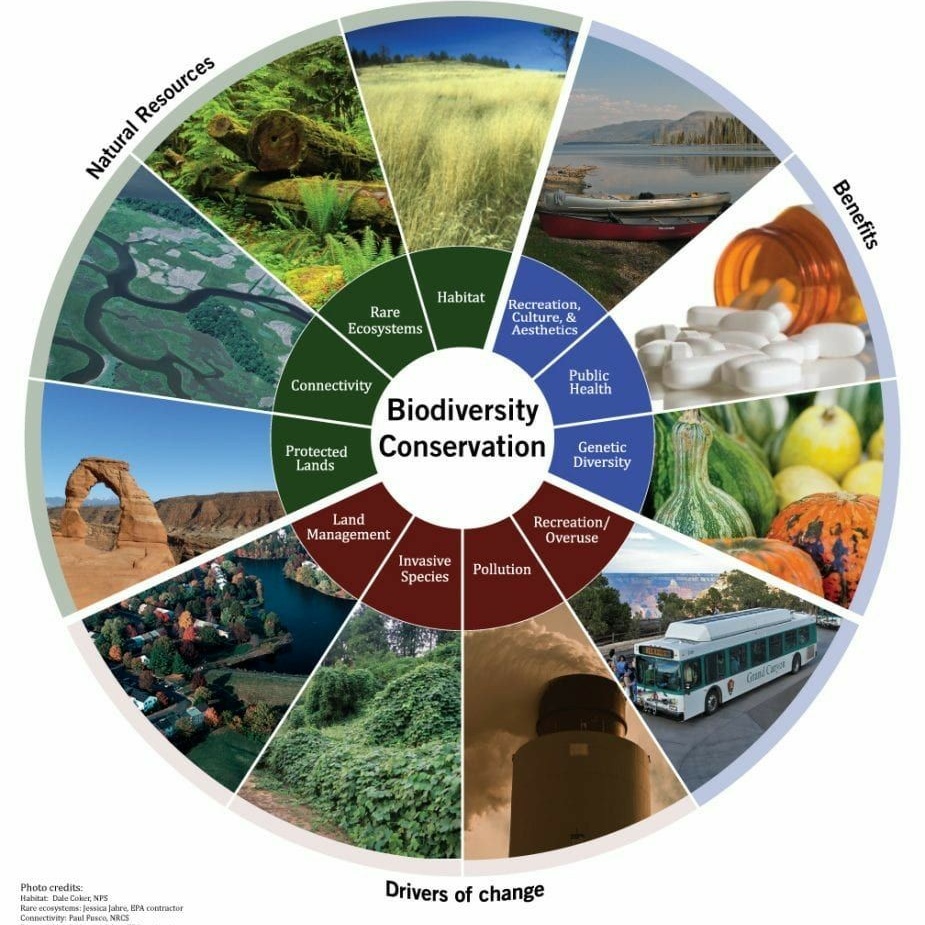 Natural Resources
Benefits
Habitat
Rare
Ecosystems
Connectivity
Protected
Lands
Recreation,
Culture, &
Aesthetics
Public
Health
Genetic
Diversity
Biodiversity
Conservation
Land
Management
Invasive
Species
Pollution
Recreation/
Overuse
Grand Canyon
Drivers of change
Photo credits:
Habitat: Dale Coker, NPS
Rare ecosystems: Jessica Jahre, EPA contractor
Connectivity: Paul Fusco, NRCS